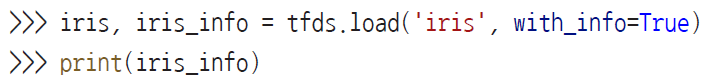 >>> iris, iris_info = tfds.load('iris', with_info=True)
>>> print(iris_info)